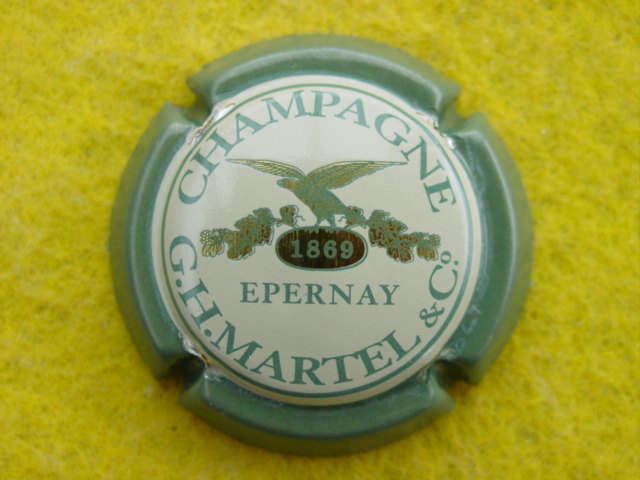 CHAMPAGNE
1869
EPERNAY
G.H.MARTEL & Cº.